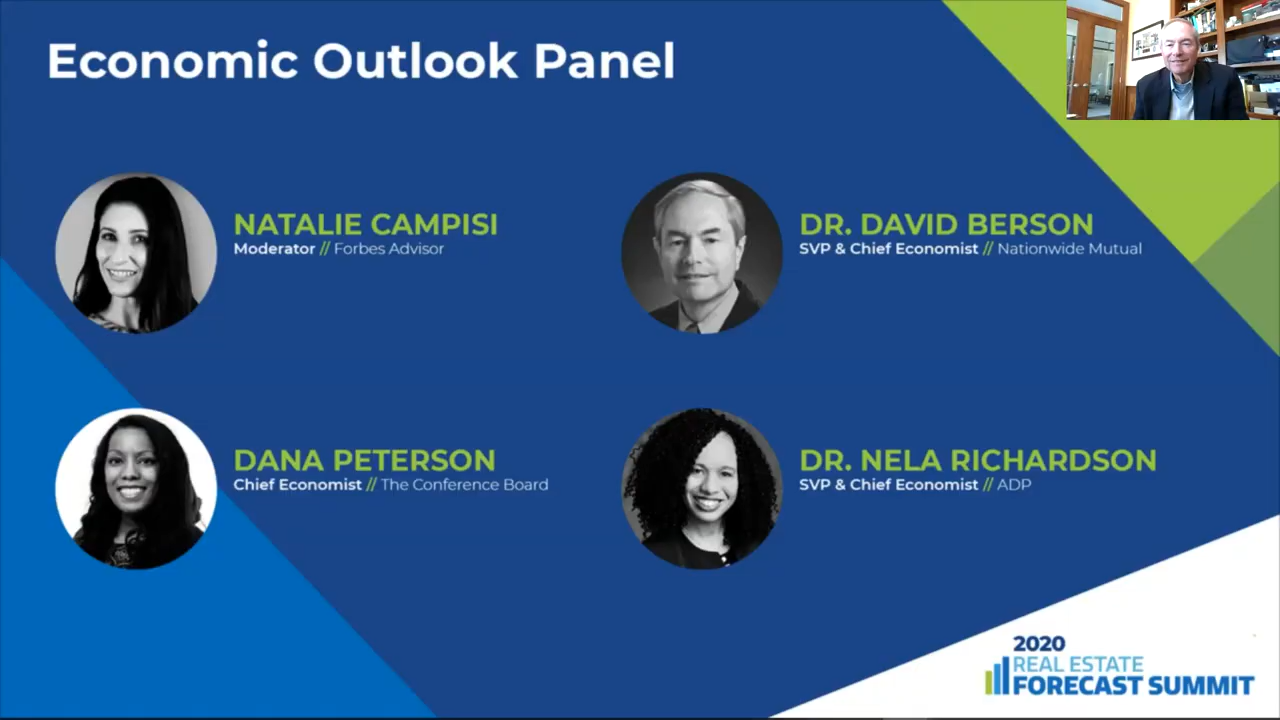 Economic Outlook Panel
NATALIE CAMPISI
Moderator // Forbes Advisor
DR. DAVID BERSON
SVP & Chief Economist // Nationwide Mutual
DANA PETERSON
Chief Economist // The Conference Board
DR. NELA RICHARDSON
SVP & Chief Economist // ADP
2020
REAL ESTATE
FORECAST SUMMIT